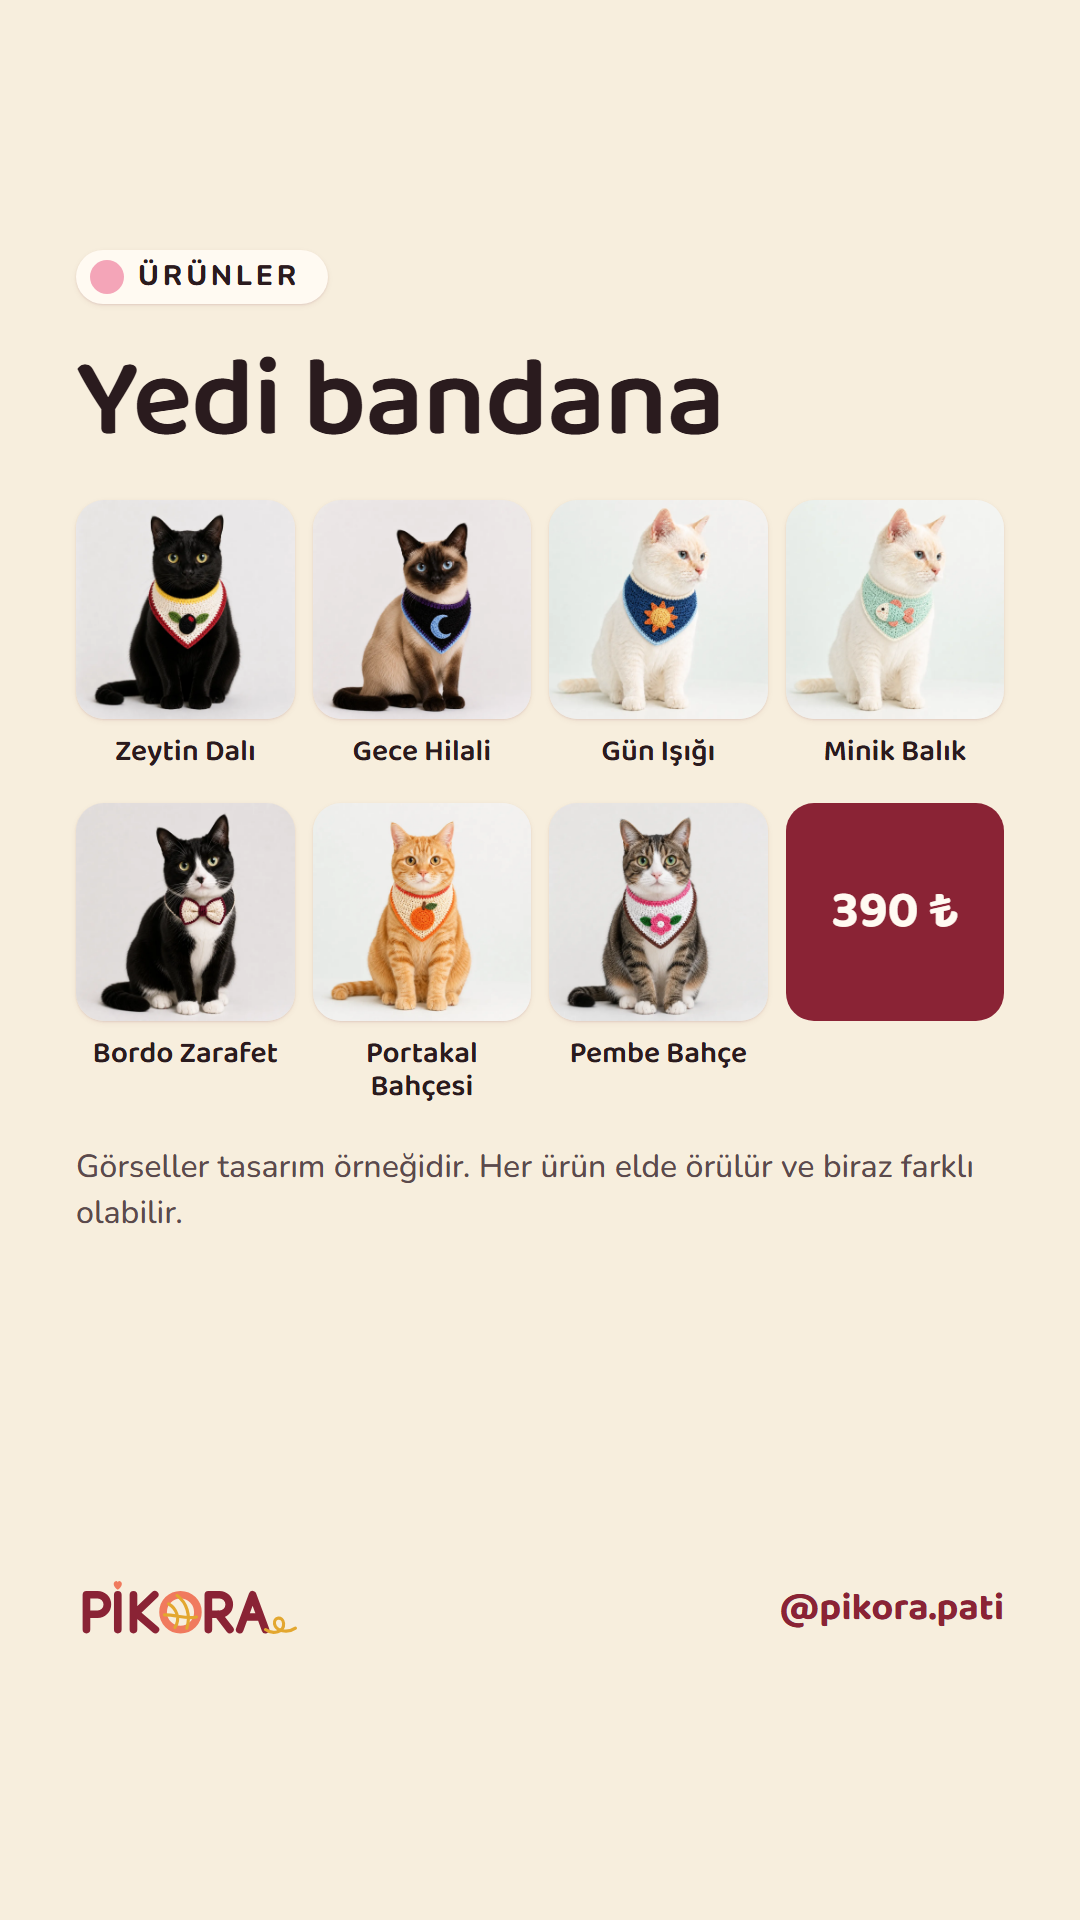 ÜRÜNLER
Yedi bandana
Zeytin Dalı
Gece Hilali
Gün Işığı
Minik Balık
390 ₺
Bordo Zarafet
Portakal
Bahçesi
Pembe Bahçe
Görseller tasarım örneğidir. Her ürün elde örülür ve biraz farklı
olabilir.
PİKORA
@pikora.pati